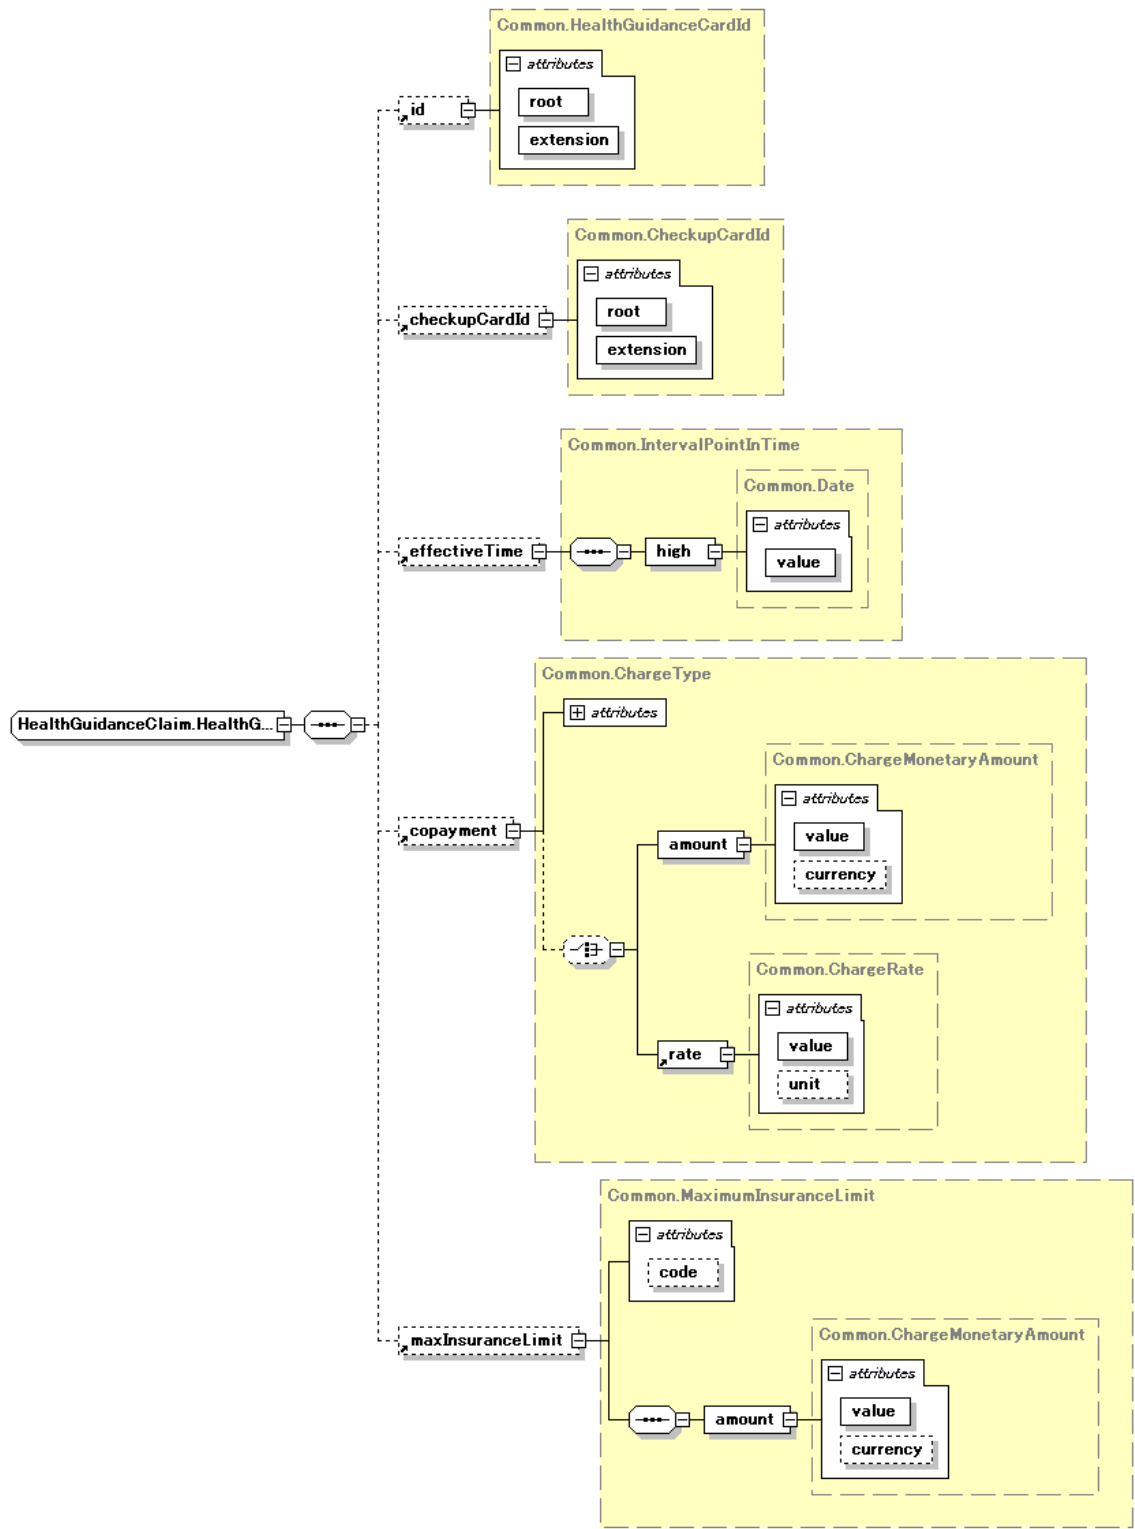 Common.HealthGuidanceCardId
attributes
id
root
extension
Common.CheckupCardId
attributes
checkupCardId
root
extension
Common.IntervalPointInTime
Common.Date
attributes
effectiveTime
high
value
Common.ChargeType
attributes
HealthGuidanceClaim.HealthG...
Common.ChargeMonetaryAmount
attributes
copayment
amount
value
currency
Common.ChargeRate
attributes
rate
value
unit
Common.MaximumInsuranceLimit
attributes
code
maxInsuranceLimit
Common.ChargeMonetaryAmount
attributes
amount
value
currency